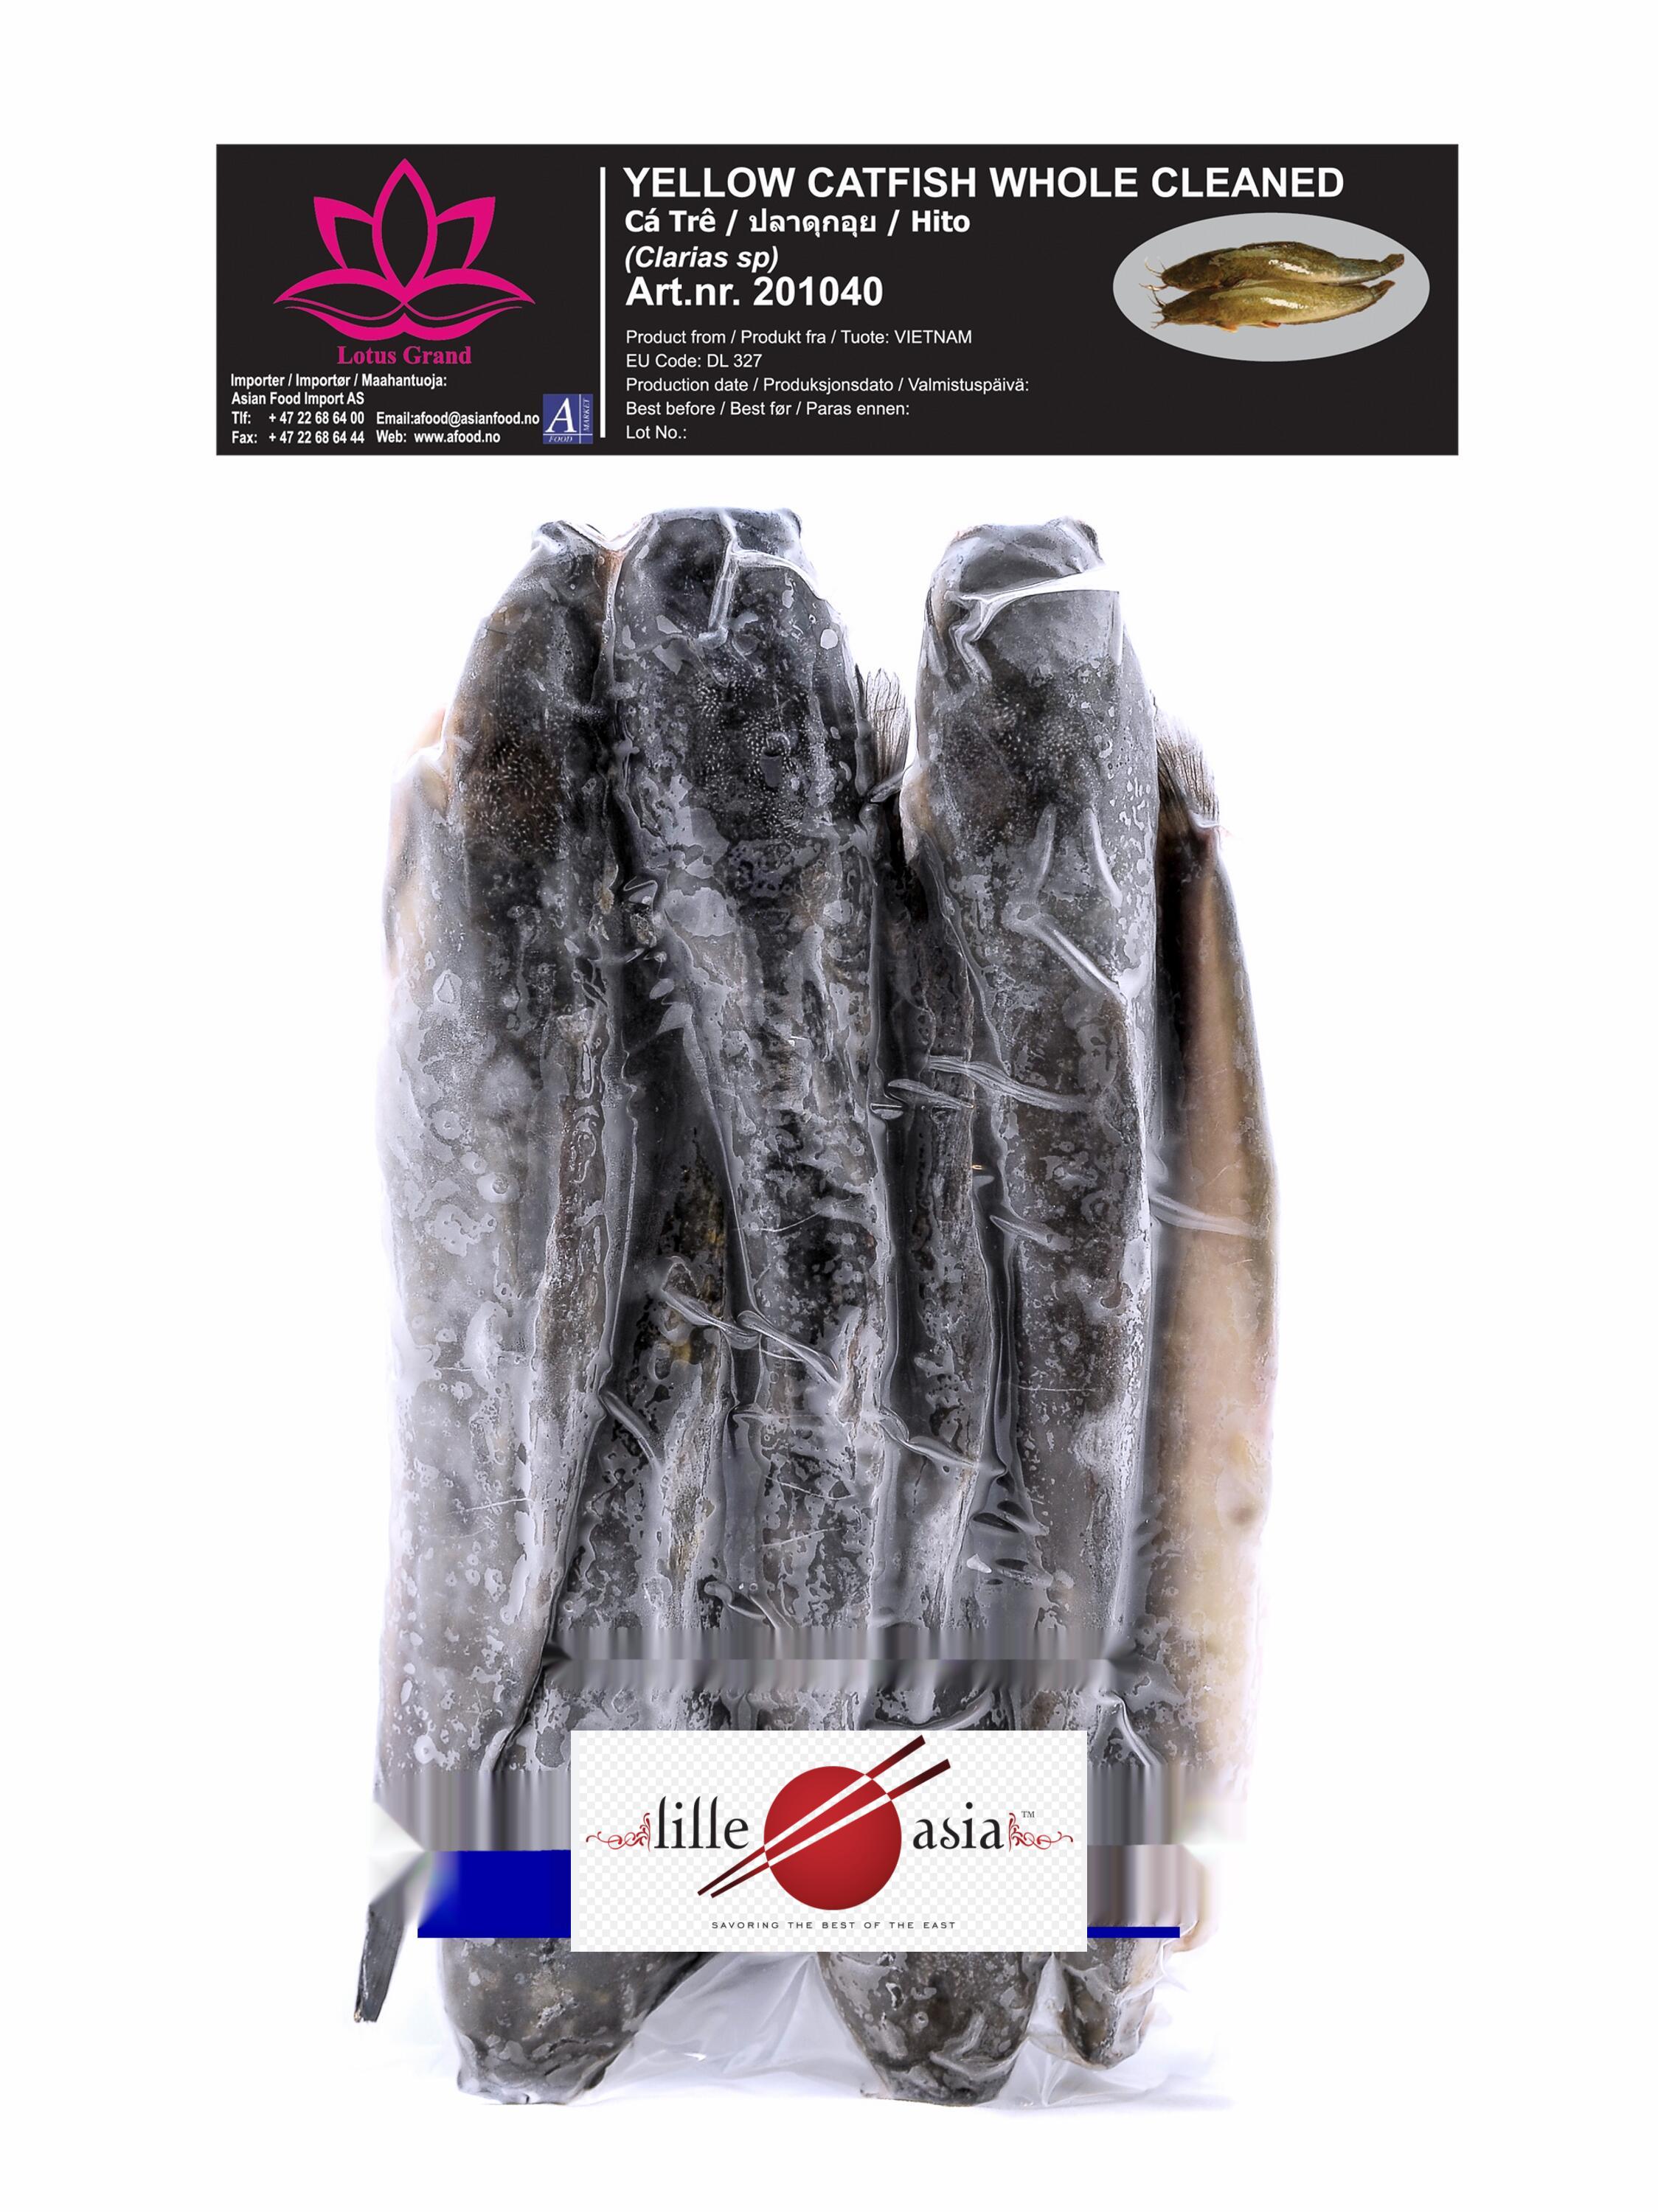 Lotus Grand
Importer / Importør / Maahantuoja:
Asian Food Import AS
Tlf: + 47 22 68 64 00 Email:afood@asianfood.no
Fax: + 47 22 68 64 44 Web: www.afood.no
A
FOOD
MARKET
YELLOW CATFISH WHOLE CLEANED
Cá Trê / ปลาดุกอุย / Hito
(Clarias sp)
Art.nr. 201040
Product from / Produkt fra / Tuote: VIETNAM
EU Code: DL 327
Production date / Produksjonsdato / Valmistuspäivä:
Best before / Best før / Paras ennen:
Lot No.:
lille asia™
SAVORING THE BEST OF THE EAST